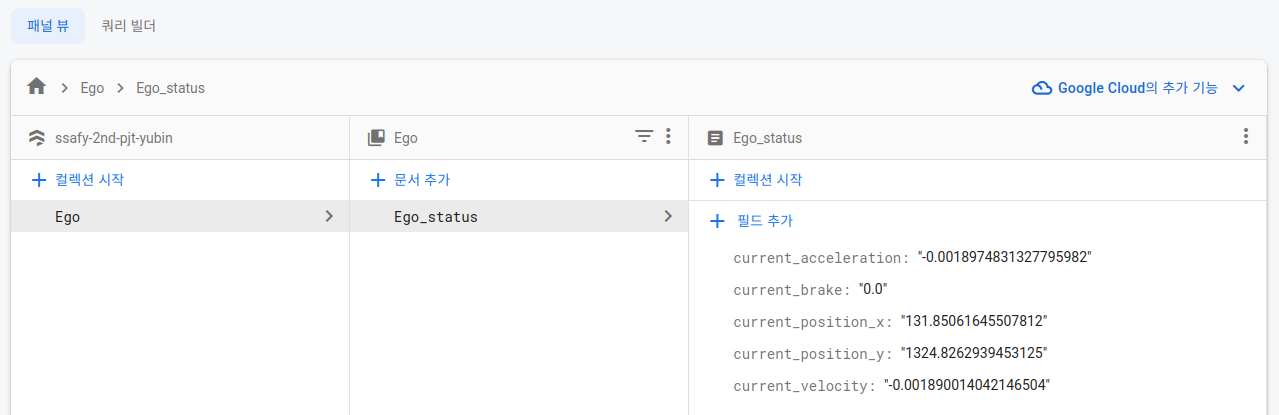 패널 뷰 쿼리 빌더
Ego Ego_status Google Cloud의 추가 기능
ssafy-2nd-pjt-yubin Ego Ego_status
컬렉션 시작 문서 추가 컬렉션 시작
Ego Ego_status 필드 추가
current_acceleration: "-0.0018974831327795982"
current_brake: "0.0"
current_position_x: "131.85061645507812"
current_position_y: "1324.8262939453125"
current_velocity: "-0.001890014042146504"